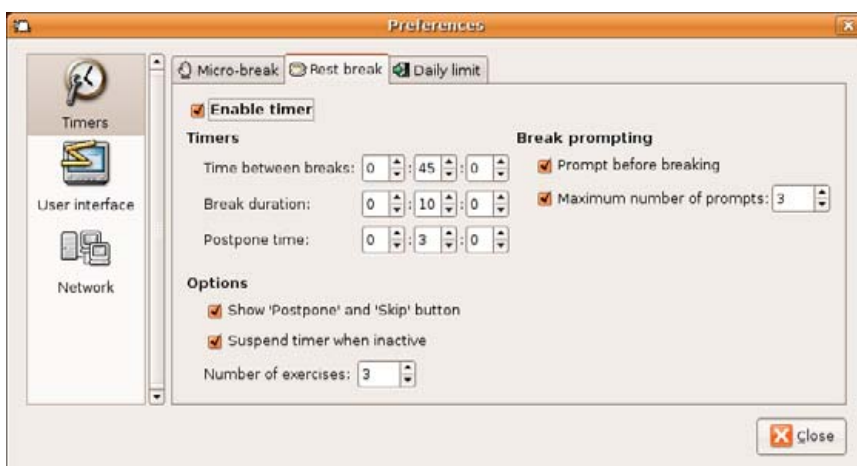 Preferences
Timers
User interface
Network
Micro-break Rest break Daily limit
Enable timer
Timers
Time between breaks: 0 : 45 : 0
Break duration: 0 : 10 : 0
Postpone time: 0 : 3 : 0
Break prompting
Prompt before breaking
Maximum number of prompts: 3
Options
Show 'Postpone' and 'Skip' button
Suspend timer when inactive
Number of exercises: 3
Close